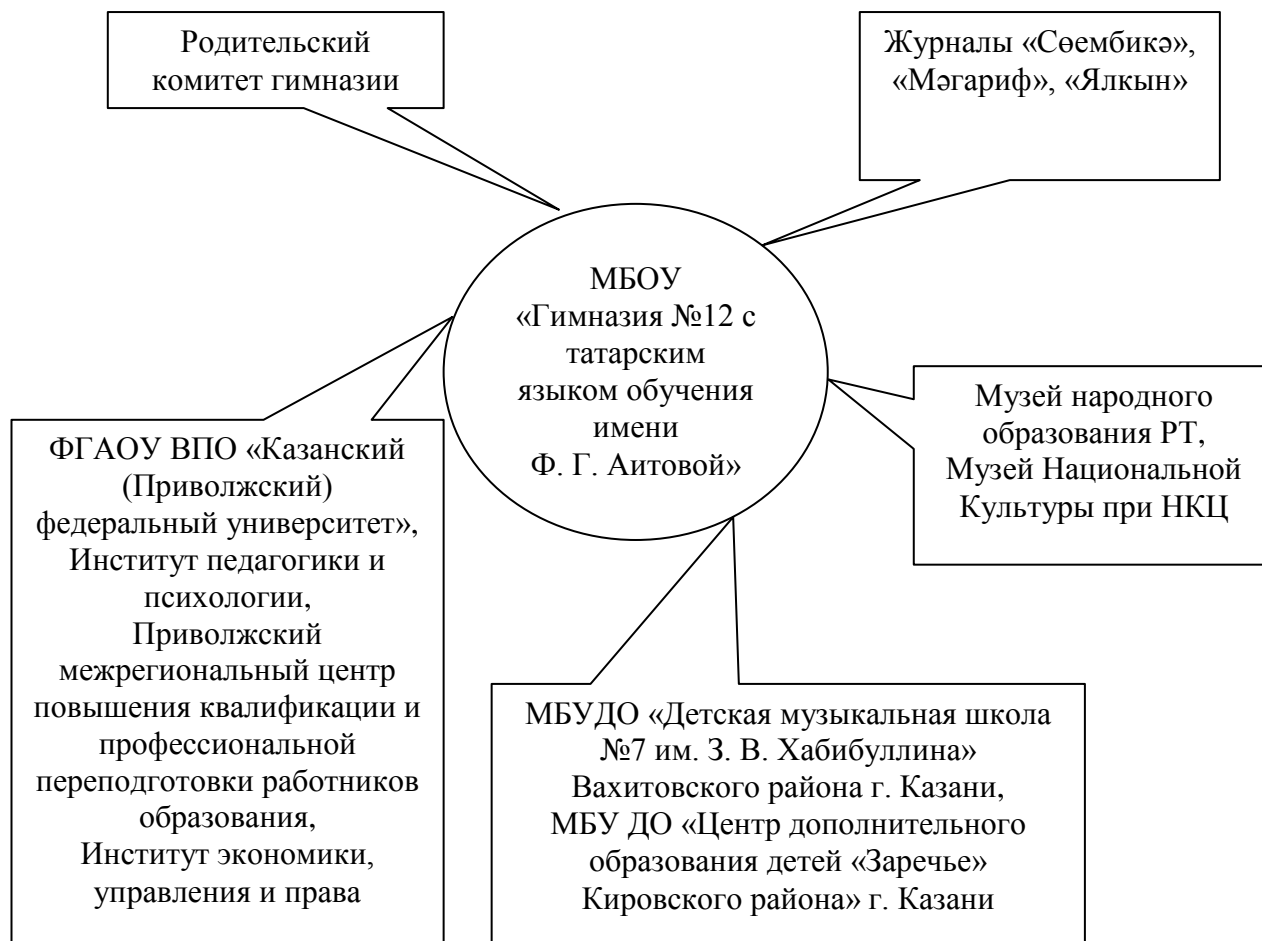 Родительский
комитет гимназии
Журналы «Сөембикә»,
«Мәгариф», «Ялкын»
МБОУ
«Гимназия №12 с
татарским
языком обучения
имени
Ф. Г. Аитовой»
Музей народного
образования РТ,
Музей Национальной
Культуры при НКЦ
ФГАОУ ВПО «Казанский
(Приволжский)
федеральный университет»,
Институт педагогики и
психологии,
Приволжский
межрегиональный центр
повышения квалификации и
профессиональной
переподготовки работников
образования,
Институт экономики,
управления и права
МБУДО «Детская музыкальная школа
№7 им. З. В. Хабибуллина»
Вахитовского района г. Казани,
МБУ ДО «Центр дополнительного
образования детей «Заречье»
Кировского района» г. Казани